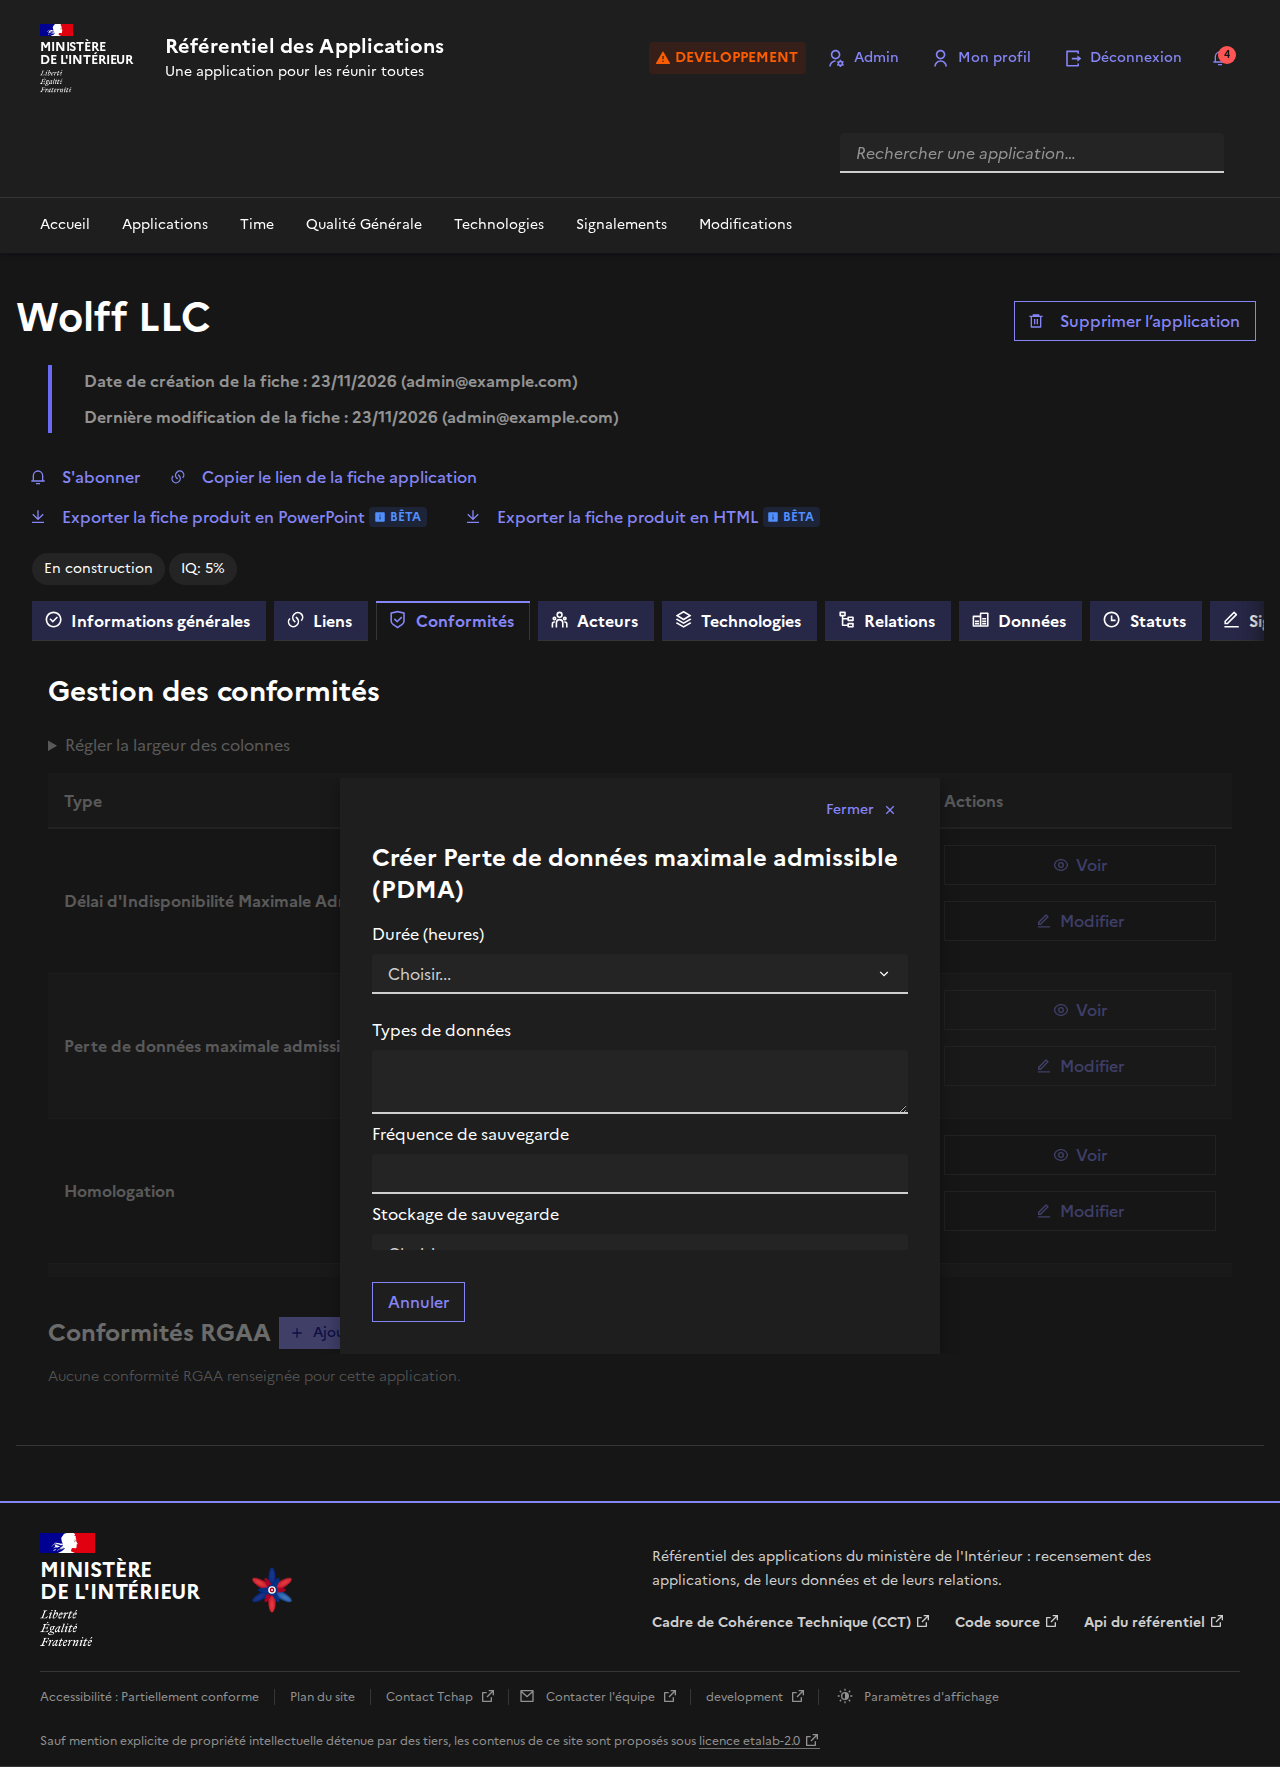 MINISTÈRE
DE L'INTÉRIEUR
Liberté
Égalité
Fraternité
Référentiel des Applications
Une application pour les réunir toutes
DEVELOPPEMENT
Admin
Mon profil
Déconnexion
4
Rechercher une application…
Accueil
Applications
Time
Qualité Générale
Technologies
Signalements
Modifications
Wolff LLC
Supprimer l’application
Date de création de la fiche : 23/11/2026 (admin@example.com)
Dernière modification de la fiche : 23/11/2026 (admin@example.com)
S'abonner
Copier le lien de la fiche application
Exporter la fiche produit en PowerPoint BÊTA
Exporter la fiche produit en HTML BÊTA
En construction
IQ: 5%
Informations générales
Liens
Conformités
Acteurs
Technologies
Relations
Données
Statuts
Gestion des conformités
Régler la largeur des colonnes
Type
Actions
Délai d'Indisponibilité Maximale
Voir
Modifier
Perte de données maximale
Voir
Modifier
Homologation
Voir
Modifier
Fermer
Créer Perte de données maximale admissible
(PDMA)
Durée (heures)
Choisir...
Types de données
Fréquence de sauvegarde
Stockage de sauvegarde
Annuler
Conformités RGAA
Aucune conformité RGAA renseignée pour cette application.
MINISTÈRE
DE L'INTÉRIEUR
Liberté
Égalité
Fraternité
Référentiel des applications du ministère de l'Intérieur : recensement des
applications, de leurs données et de leurs relations.
Cadre de Cohérence Technique (CCT)
Code source
Api du référentiel
Accessibilité : Partiellement conforme
Plan du site
Contact Tchap
Contacter l'équipe
development
Paramètres d'affichage
Sauf mention explicite de propriété intellectuelle détenue par des tiers, les contenus de ce site sont proposés sous licence etalab-2.0